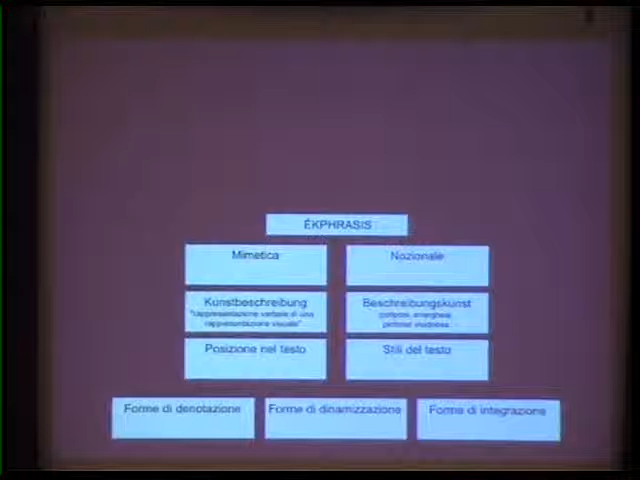 ÉKPHRASIS
Mimetica
Nozionale
Kunstbeschreibung
"rappresentazione verbale di una
rappresentazione visuale"
Beschreibungskunst
Posizione nel testo
Stili del testo
Forme di denotazione
Forme di dinamizzazione
Forme di integrazione